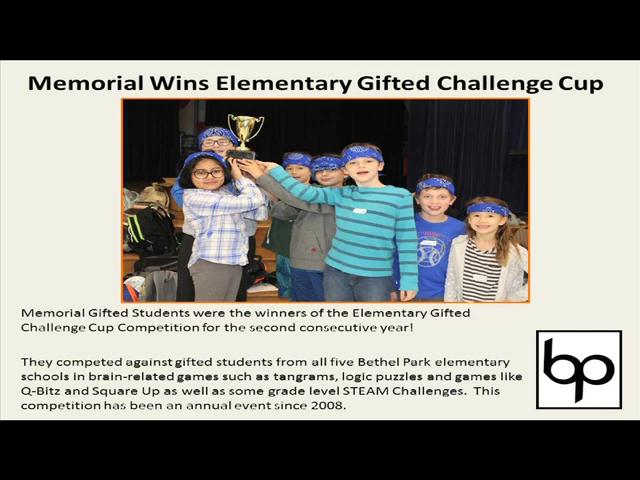 Memorial Wins Elementary Gifted Challenge Cup
Memorial Gifted Students were the winners of the Elementary Gifted
Challenge Cup Competition for the second consecutive year!
They competed against gifted students from all five Bethel Park elementary
schools in brain-related games such as tangrams, logic puzzles and games like
Q-Bitz and Square Up as well as some grade level STEAM Challenges.  This
competition has been an annual event since 2008.
bp